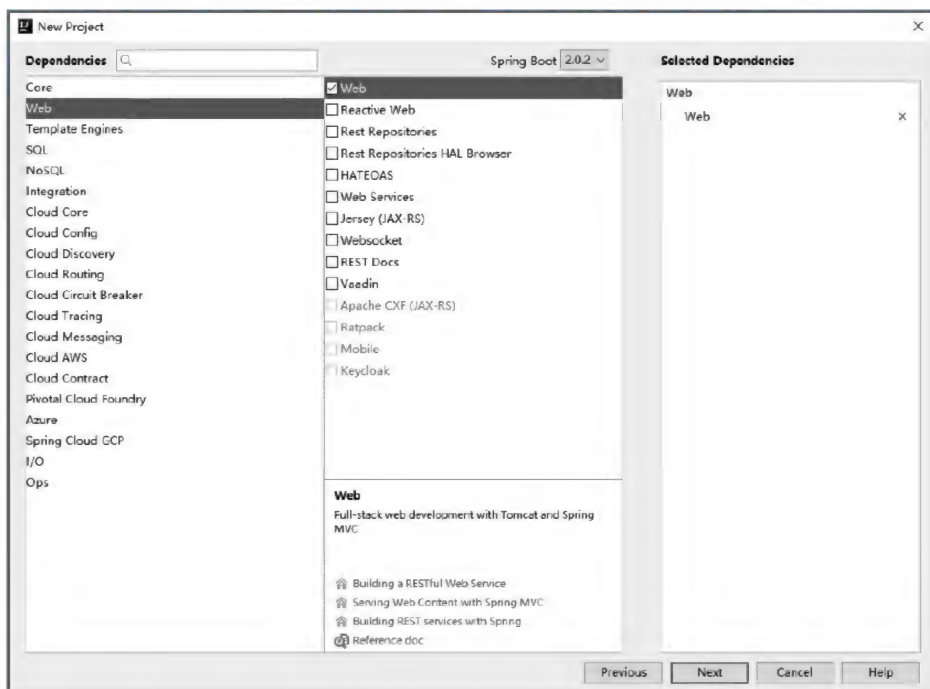 New Project
Dependencies
Spring Boot 2.0.2
Selected Dependencies
Core
Web
Template Engines
SQL
NoSQL
Integration
Cloud Core
Cloud Config
Cloud Discovery
Cloud Routing
Cloud Circuit Breaker
Cloud Tracing
Cloud Messaging
Cloud AWS
Cloud Contract
Pivotal Cloud Foundry
Azure
Spring Cloud GCP
I/O
Ops
Web
Reactive Web
Rest Repositories
Rest Repositories HAL Browser
HATEOAS
Web Services
Jersey (JAX-RS)
Websocket
REST Docs
Vaadin
Apache CXF (JAX-RS)
Ratpack
Mobile
Keycloak
Web
Full-stack web development with Tomcat and Spring
MVC
Building a RESTful Web Service
Serving Web Content with Spring MVC
Building REST services with Spring
Reference doc
Web
Web
Previous
Next
Cancel
Help